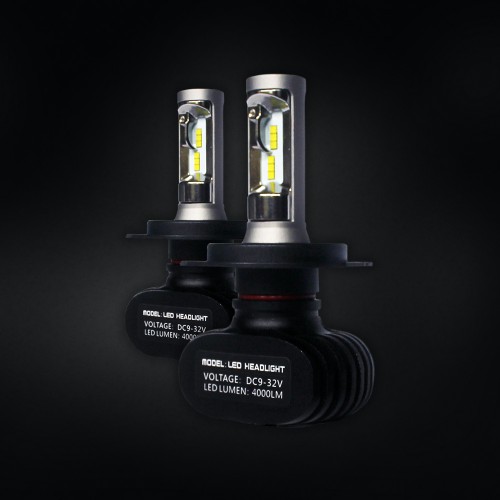 MODEL: LED HEADLIGHT
VOLTAGE: DC9-32V
LED LUMEN: 4000LM
MODEL: LED HEADLIGHT
VOLTAGE: DC9-32V
LED LUMEN: 4000LM